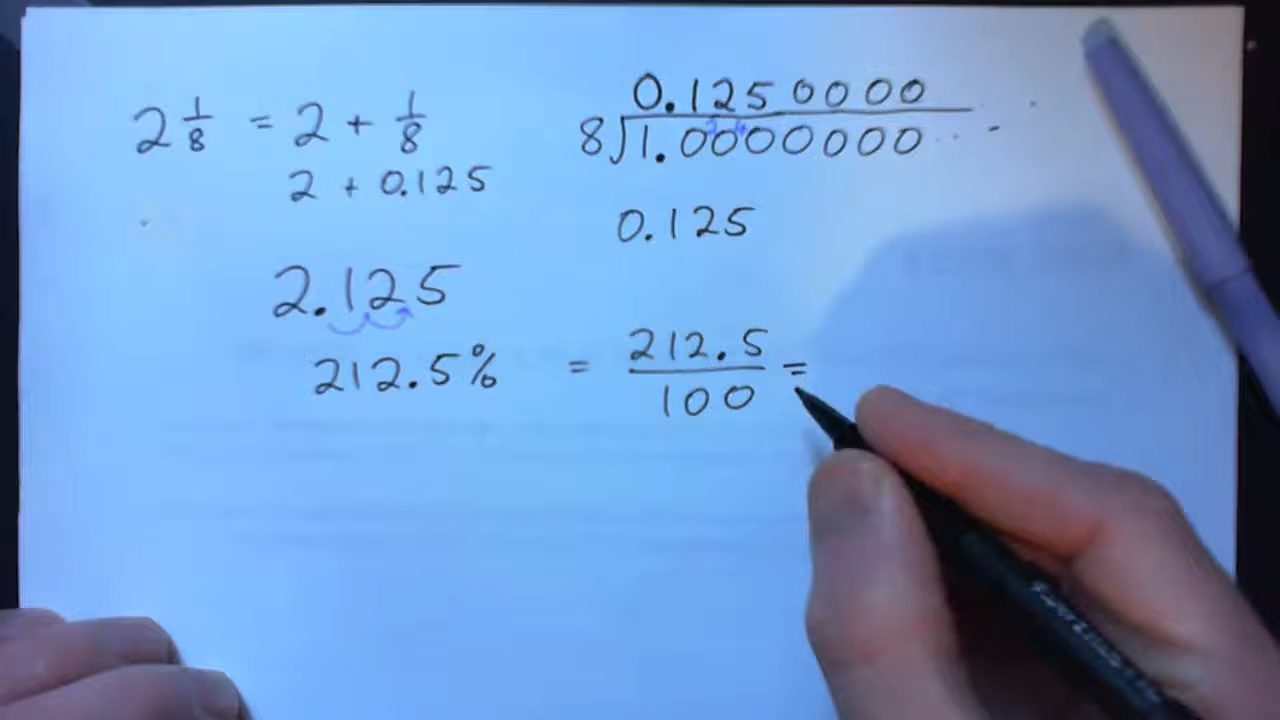 2 1/8 = 2 + 1/8
2 + 0.125
2.125
212.5% = 212.5/100 =
0.1250000
8)1.0000000...
0.125